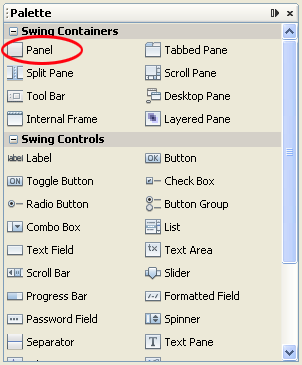 Palette
Swing Containers
Panel Tabbed Pane
Split Pane Scroll Pane
Tool Bar Desktop Pane
Internal Frame Layered Pane
Swing Controls
label Label OK Button
ON Toggle Button Check Box
Radio Button Button Group
Combo Box List
Text Field tx Text Area
Scroll Bar Slider
Progress Bar Formatted Field
Password Field Spinner
Separator T Text Pane